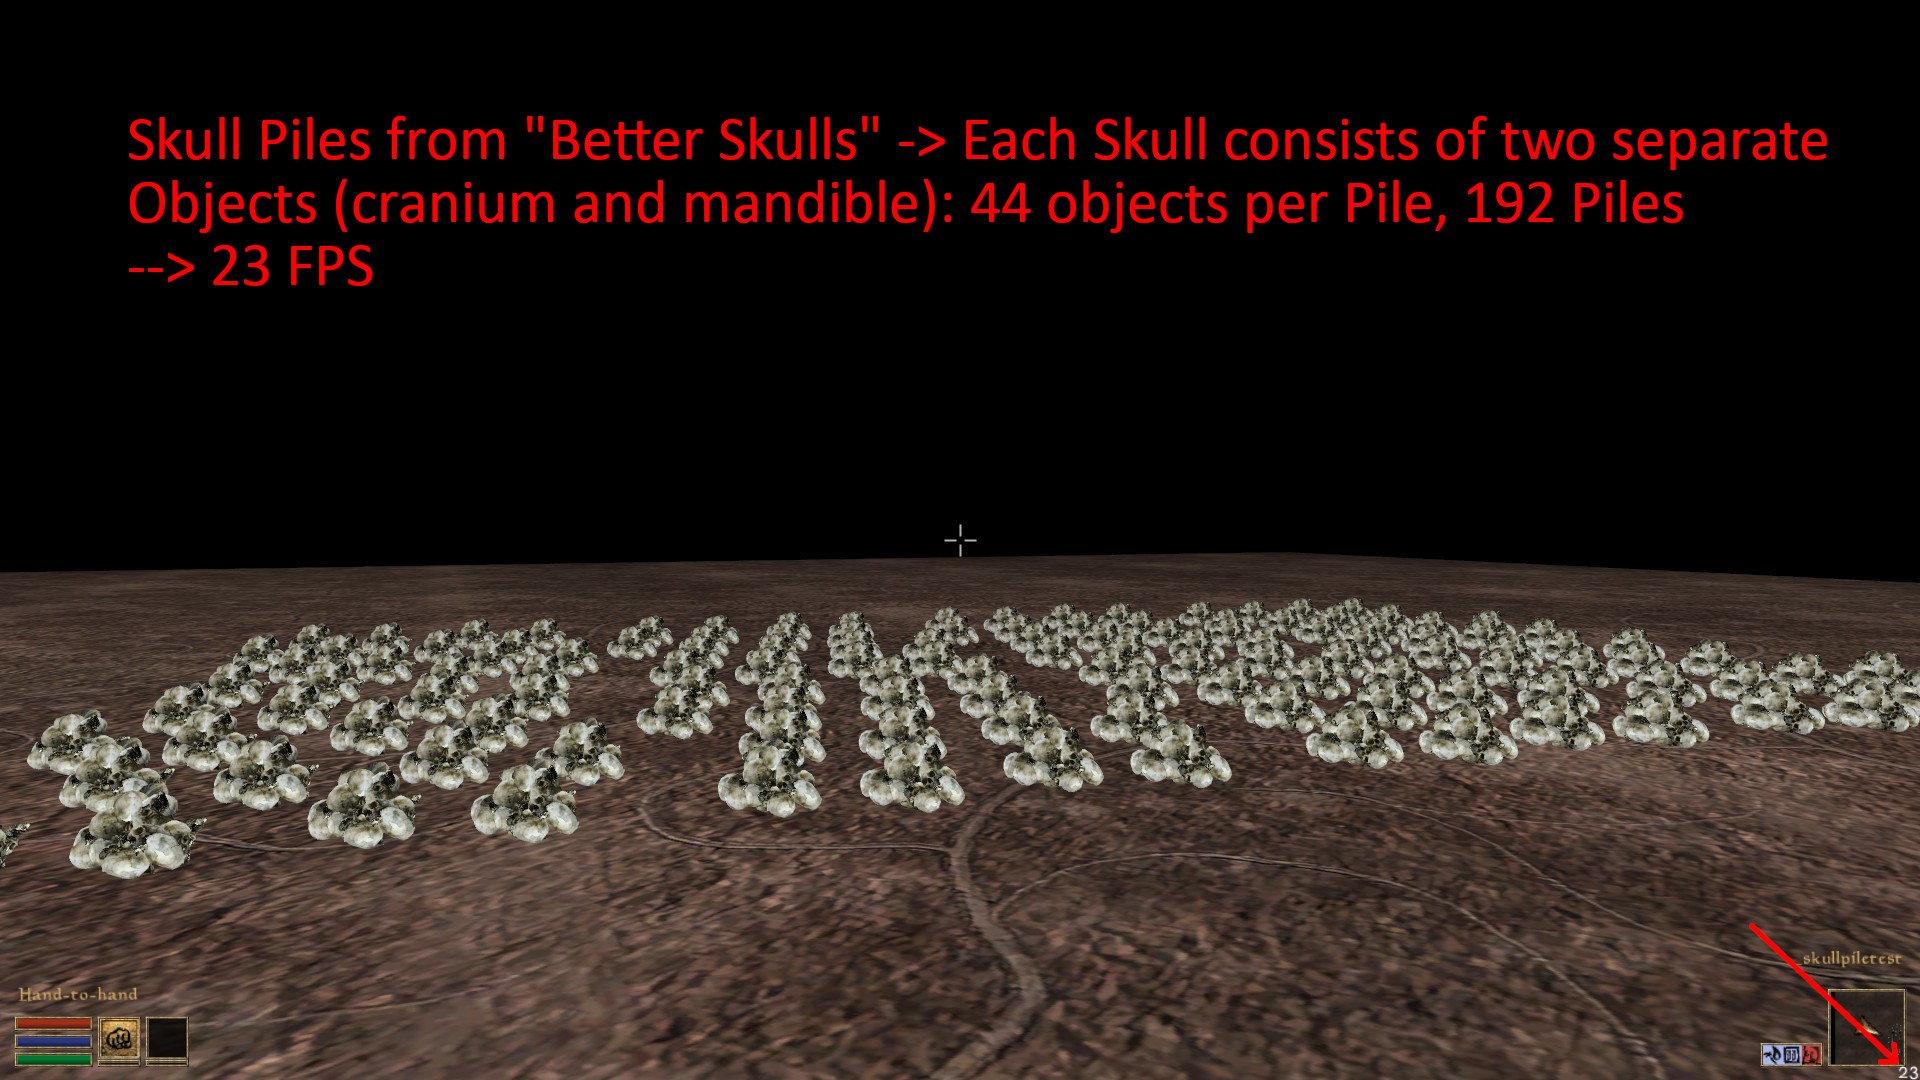 Skull Piles from "Better Skulls" -> Each Skull consists of two separate
Objects (cranium and mandible): 44 objects per Pile, 192 Piles
--> 23 FPS
_skullpiletest
Hand-to-hand
23